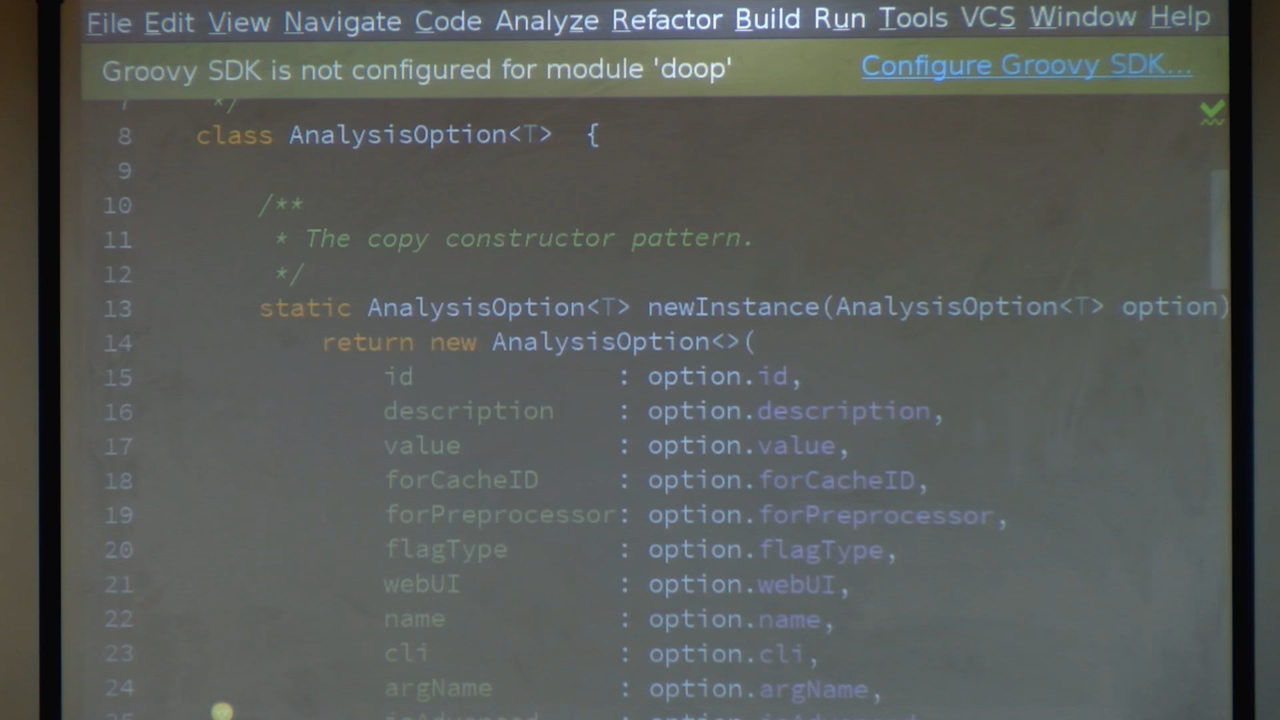 File Edit View Navigate Code Analyze Refactor Build Run Tools VCS Window Help
Groovy SDK is not configured for module 'doop' Configure Groovy SDK...
7 */
8 class AnalysisOption<T> {
9
10 /**
11 * The copy constructor pattern.
12 */
13 static AnalysisOption<T> newInstance(AnalysisOption<T> option)
14 return new AnalysisOption<>(
15 id : option.id,
16 description : option.description,
17 value : option.value,
18 forCacheID : option.forCacheID,
19 forPreprocessor: option.forPreprocessor,
20 flagType : option.flagType,
21 webUI : option.webUI,
22 name : option.name,
23 cli : option.cli,
24 argName : option.argName,